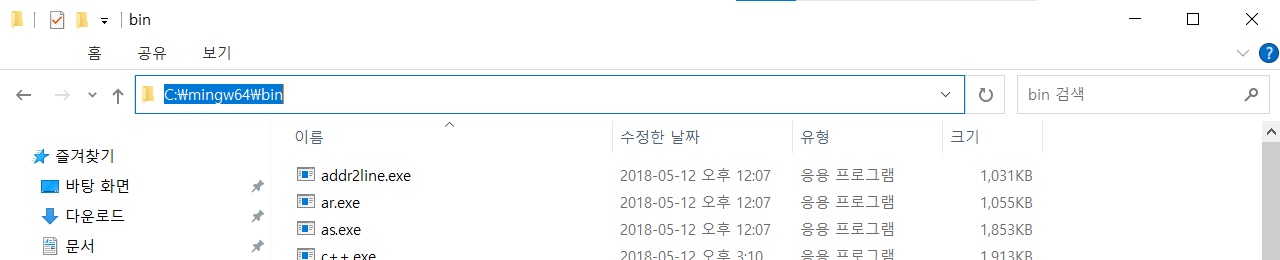 bin
홈 공유 보기
C:₩mingw64₩bin bin 검색
이름 수정한 날짜 유형 크기
즐겨찾기
바탕 화면
다운로드
문서
addr2line.exe 2018-05-12 오후 12:07 응용 프로그램 1,031KB
ar.exe 2018-05-12 오후 12:07 응용 프로그램 1,055KB
as.exe 2018-05-12 오후 12:07 응용 프로그램 1,853KB
c++.exe 2018-05-12 오후 3:10 응용 프로그램 1,913KB